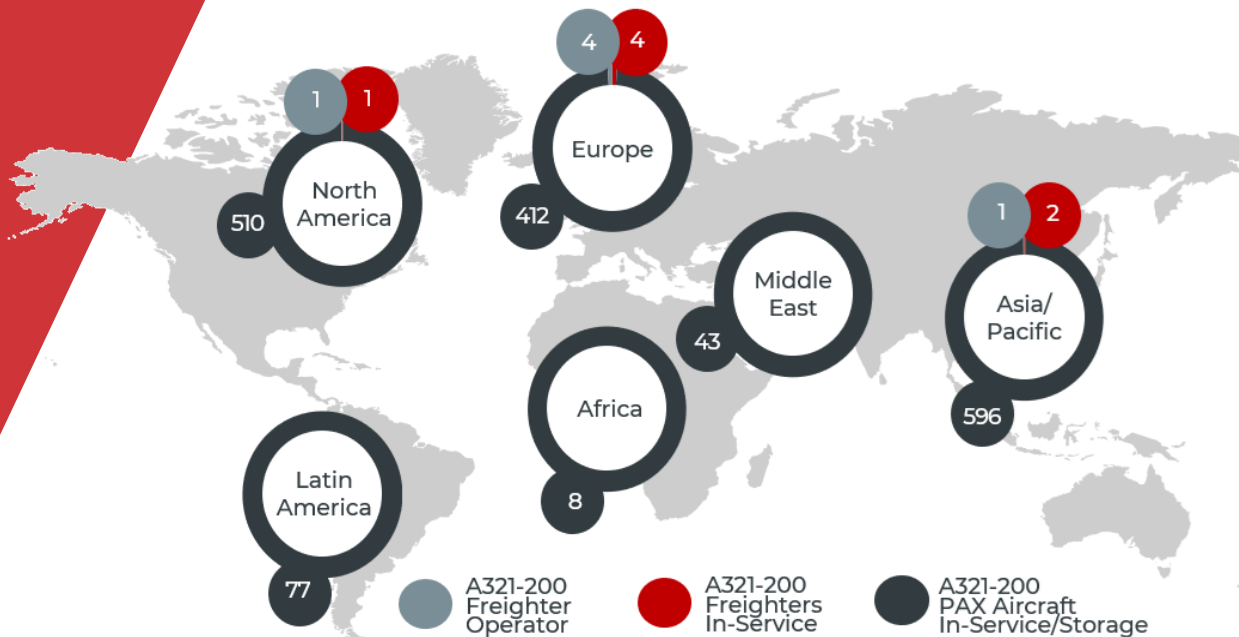 4 4
1 1
Europe
North
America
510
412
1 2
Middle
East
Asia/
Pacific
43
Africa
596
Latin
America
8
77
A321-200
Freighter
Operator
A321-200
Freighters
In-Service
A321-200
PAX Aircraft
In-Service/Storage